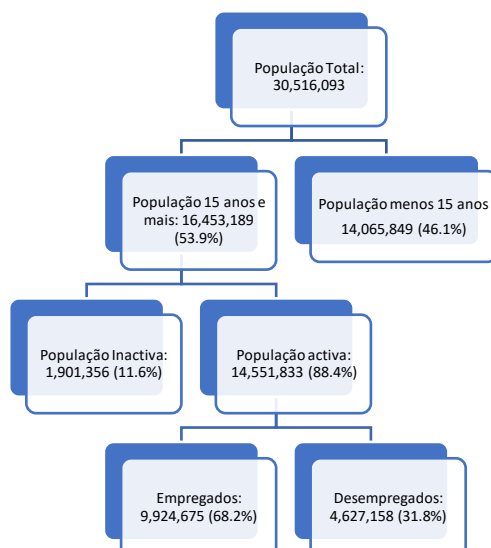 População Total:
30,516,093
População 15 anos e
mais: 16,453,189
(53.9%)
População menos 15 anos
14,065,849 (46.1%)
População Inactiva:
1,901,356 (11.6%)
População activa:
14,551,833 (88.4%)
Empregados:
9,924,675 (68.2%)
Desempregados:
4,627,158 (31.8%)